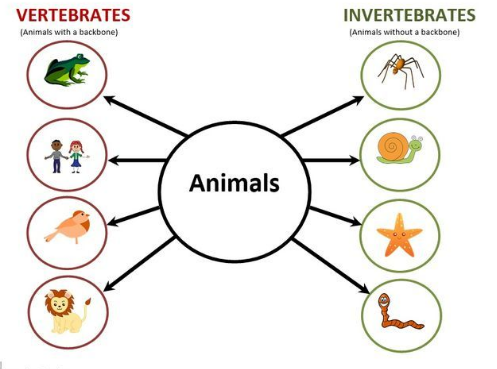 VERTEBRATES
(Animals with a backbone)
INVERTEBRATES
(Animals without a backbone)
Animals